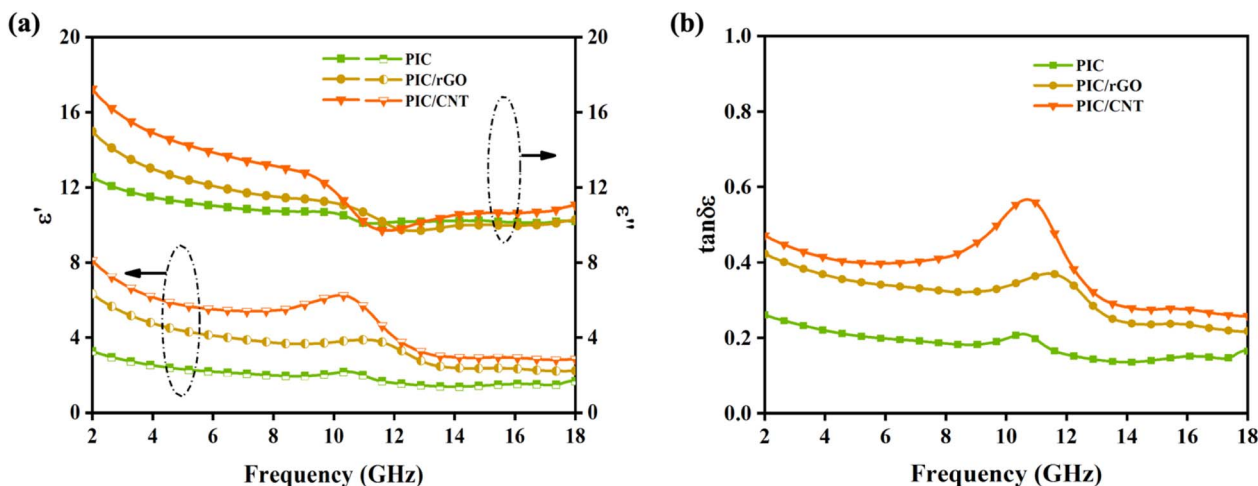 (a)
20
16
12
8
4
0
ε'
20
16
12
8
4
0
ε''
PIC
PIC/rGO
PIC/CNT
2 4 6 8 10 12 14 16 18
Frequency (GHz)
(b)
1.0
0.8
0.6
0.4
0.2
0.0
tanδε
PIC
PIC/rGO
PIC/CNT
2 4 6 8 10 12 14 16 18
Frequency (GHz)